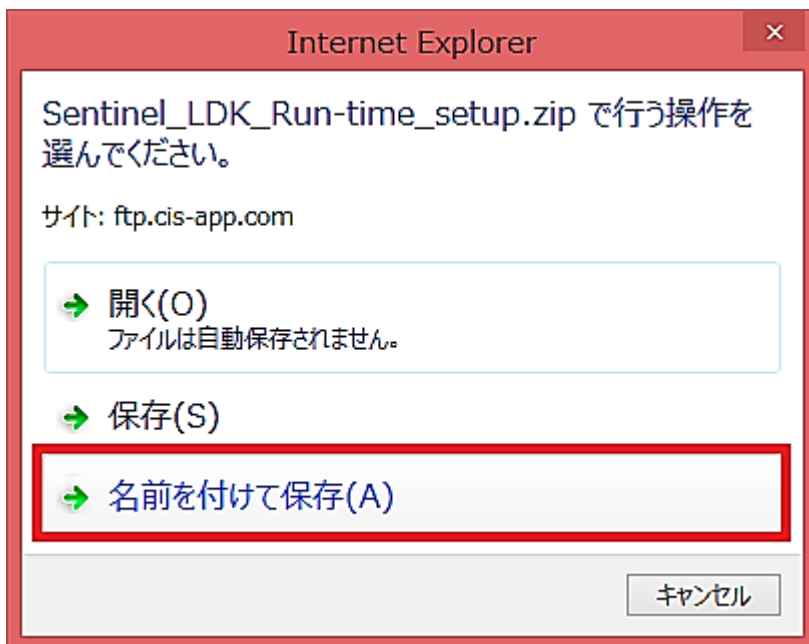 Internet Explorer
Sentinel_LDK_Run-time_setup.zip で行う操作を
選んでください。
サイト: ftp.cis-app.com
開く(O)
ファイルは自動保存されません。
保存(S)
名前を付けて保存(A)
キャンセル